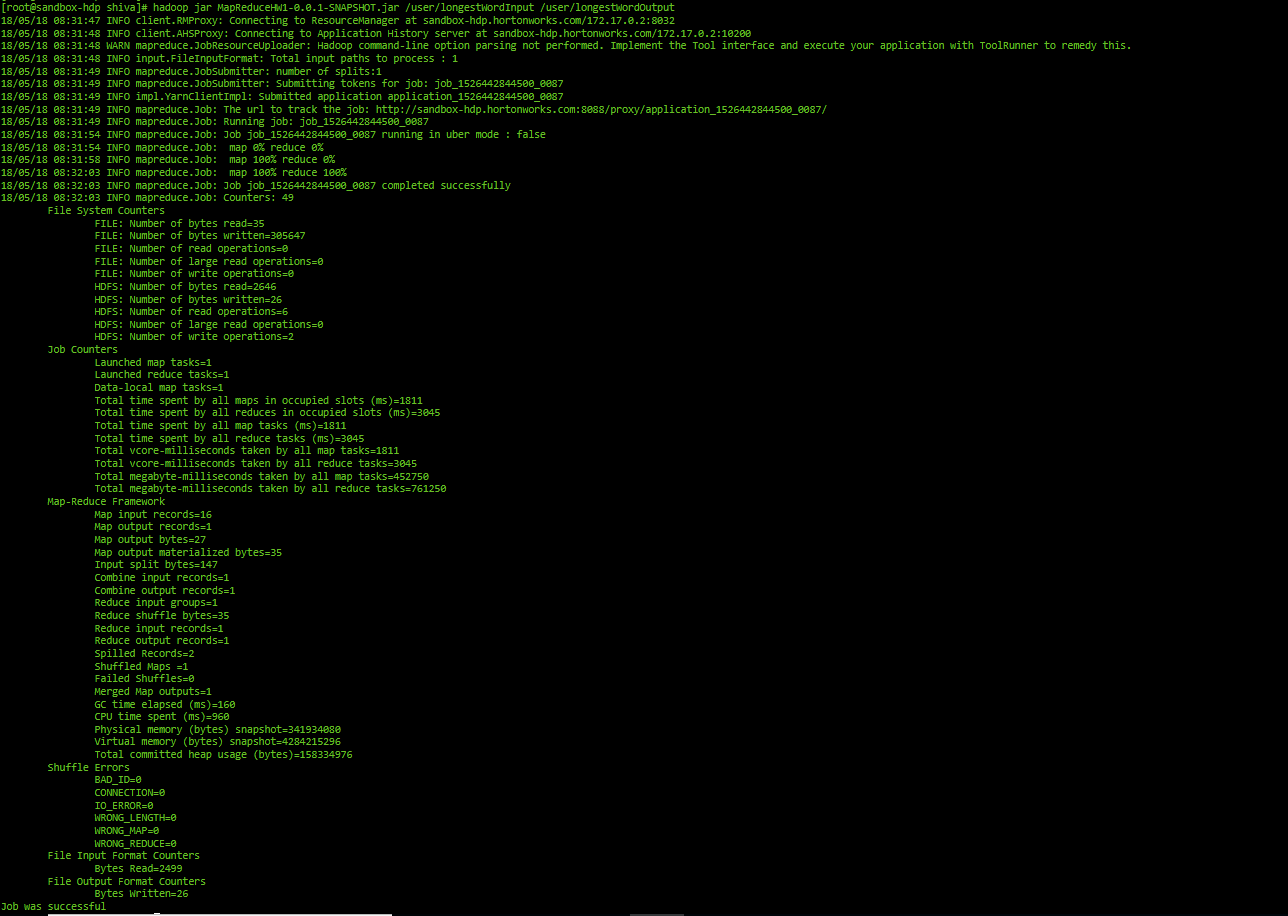 [root@sandbox-hdp shiva]# hadoop jar MapReduceHW1-0.0.1-SNAPSHOT.jar /user/longestWordInput /user/longestWordOutput
18/05/18 08:31:47 INFO client.RMProxy: Connecting to ResourceManager at sandbox-hdp.hortonworks.com/172.17.0.2:8032
18/05/18 08:31:48 INFO client.AHSProxy: Connecting to Application History server at sandbox-hdp.hortonworks.com/172.17.0.2:10200
18/05/18 08:31:48 WARN mapreduce.JobResourceUploader: Hadoop command-line option parsing not performed. Implement the Tool interface and execute your application with ToolRunner to remedy this.
18/05/18 08:31:48 INFO input.FileInputFormat: Total input paths to process : 1
18/05/18 08:31:49 INFO mapreduce.JobSubmitter: number of splits:1
18/05/18 08:31:49 INFO mapreduce.JobSubmitter: Submitting tokens for job: job_1526442844500_0087
18/05/18 08:31:49 INFO impl.YarnClientImpl: Submitted application application_1526442844500_0087
18/05/18 08:31:49 INFO mapreduce.Job: The url to track the job: http://sandbox-hdp.hortonworks.com:8088/proxy/application_1526442844500_0087/
18/05/18 08:31:49 INFO mapreduce.Job: Running job: job_1526442844500_0087
18/05/18 08:31:54 INFO mapreduce.Job: Job job_1526442844500_0087 running in uber mode : false
18/05/18 08:31:54 INFO mapreduce.Job:  map 0% reduce 0%
18/05/18 08:31:58 INFO mapreduce.Job:  map 100% reduce 0%
18/05/18 08:32:03 INFO mapreduce.Job:  map 100% reduce 100%
18/05/18 08:32:03 INFO mapreduce.Job: Job job_1526442844500_0087 completed successfully
18/05/18 08:32:03 INFO mapreduce.Job: Counters: 49
File System Counters
FILE: Number of bytes read=35
FILE: Number of bytes written=305647
FILE: Number of read operations=0
FILE: Number of large read operations=0
FILE: Number of write operations=0
HDFS: Number of bytes read=2646
HDFS: Number of bytes written=26
HDFS: Number of read operations=6
HDFS: Number of large read operations=0
HDFS: Number of write operations=2
Job Counters
Launched map tasks=1
Launched reduce tasks=1
Data-local map tasks=1
Total time spent by all maps in occupied slots (ms)=1811
Total time spent by all reduces in occupied slots (ms)=3045
Total time spent by all map tasks (ms)=1811
Total time spent by all reduce tasks (ms)=3045
Total vcore-milliseconds taken by all map tasks=1811
Total vcore-milliseconds taken by all reduce tasks=3045
Total megabyte-milliseconds taken by all map tasks=452750
Total megabyte-milliseconds taken by all reduce tasks=761250
Map-Reduce Framework
Map input records=16
Map output records=1
Map output bytes=27
Map output materialized bytes=35
Input split bytes=147
Combine input records=1
Combine output records=1
Reduce input groups=1
Reduce shuffle bytes=35
Reduce input records=1
Reduce output records=1
Spilled Records=2
Shuffled Maps =1
Failed Shuffles=0
Merged Map outputs=1
GC time elapsed (ms)=160
CPU time spent (ms)=960
Physical memory (bytes) snapshot=341934080
Virtual memory (bytes) snapshot=4284215296
Total committed heap usage (bytes)=158334976
Shuffle Errors
BAD_ID=0
CONNECTION=0
IO_ERROR=0
WRONG_LENGTH=0
WRONG_MAP=0
WRONG_REDUCE=0
File Input Format Counters
Bytes Read=2499
File Output Format Counters
Bytes Written=26
Job was successful